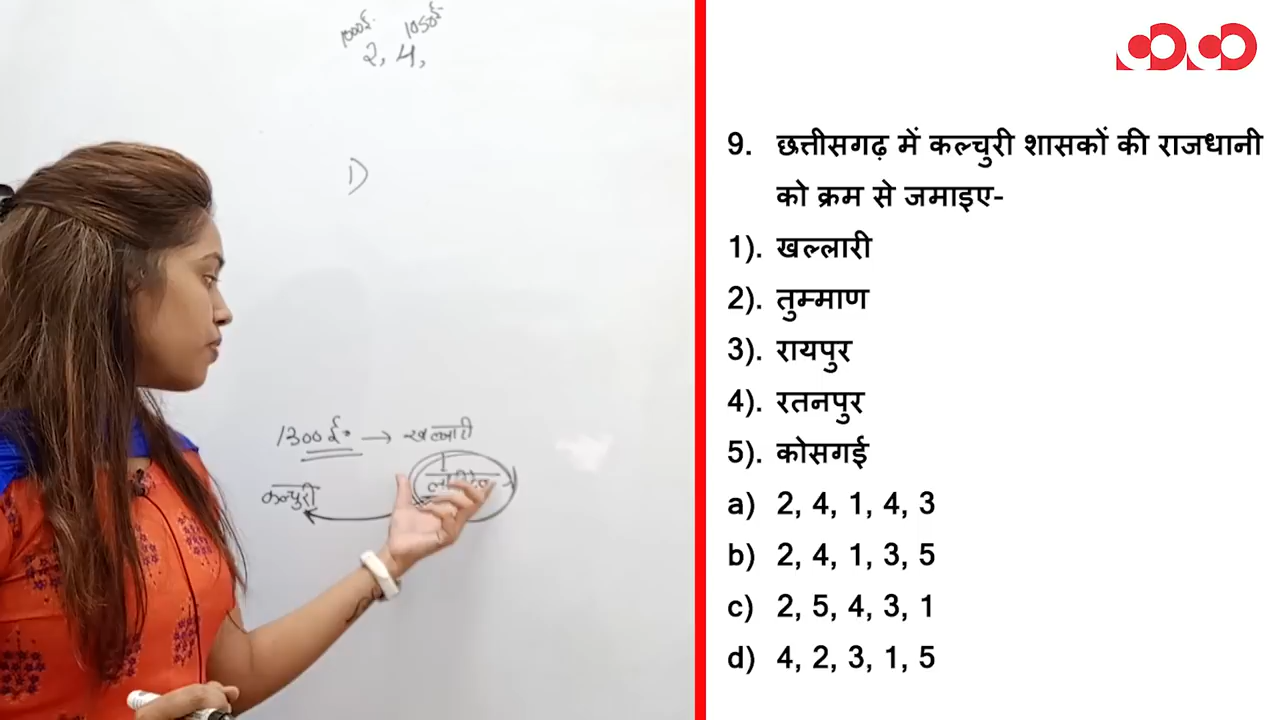 1000ई. 1050ई.
2, 4,
1)
1300ई. → खल्लारी
कल्चुरी
9. छत्तीसगढ़ में कल्चुरी शासकों की राजधानी
को क्रम से जमाइए-
1). खल्लारी
2). तुम्माण
3). रायपुर
4). रतनपुर
5). कोसगई
a) 2, 4, 1, 4, 3
b) 2, 4, 1, 3, 5
c) 2, 5, 4, 3, 1
d) 4, 2, 3, 1, 5